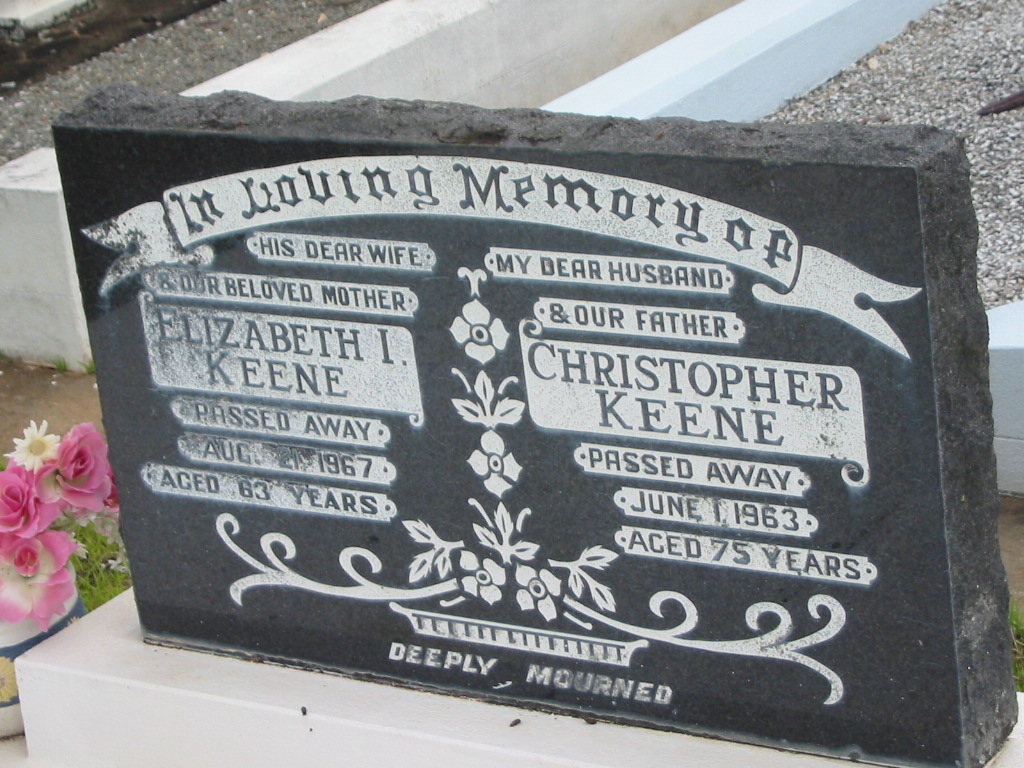 In Loving Memory of
HIS DEAR WIFE
& OUR BELOVED MOTHER
ELIZABETH I.
KEENE
PASSED AWAY
AUG. 21 1967
AGED 63 YEARS
MY DEAR HUSBAND
& OUR FATHER
CHRISTOPHER
KEENE
PASSED AWAY
JUNE 1, 1963
AGED 75 YEARS
DEEPLY MOURNED